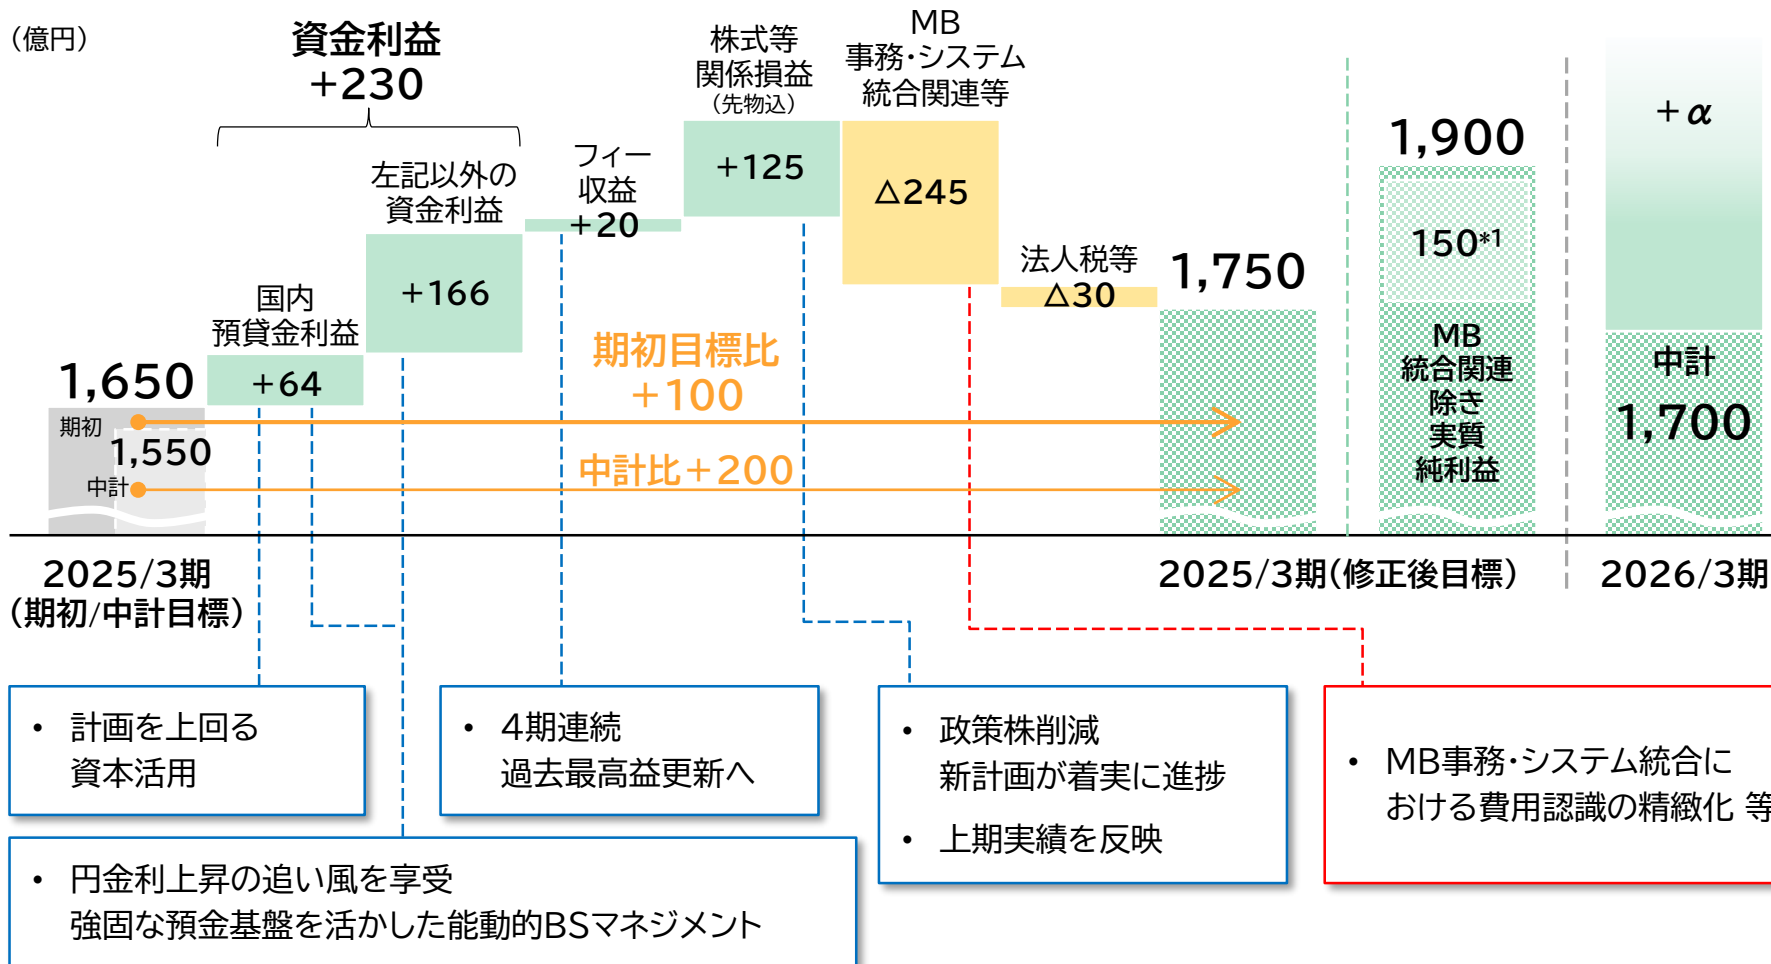 （億円）
資金利益
+230
国内
預貸金利益
+64
左記以外の
資金利益
+166
フィー
収益
+20
株式等
関係損益
（先物込）
+125
MB
事務・システム
統合関連等
△245
法人税等
△30
1,650
期初
1,550
中計
期初目標比
+100
中計比+200
1,750
1,900
150*1
MB
統合関連
除き
実質
純利益
+α
中計
1,700
2025/3期
（期初/中計目標）
2025/3期（修正後目標）
2026/3期
• 計画を上回る
資本活用
• 4期連続
過去最高益更新へ
• 政策株削減
新計画が着実に進捗
• 上期実績を反映
• MB事務・システム統合に
おける費用認識の精緻化 等
• 円金利上昇の追い風を享受
強固な預金基盤を活かした能動的BSマネジメント